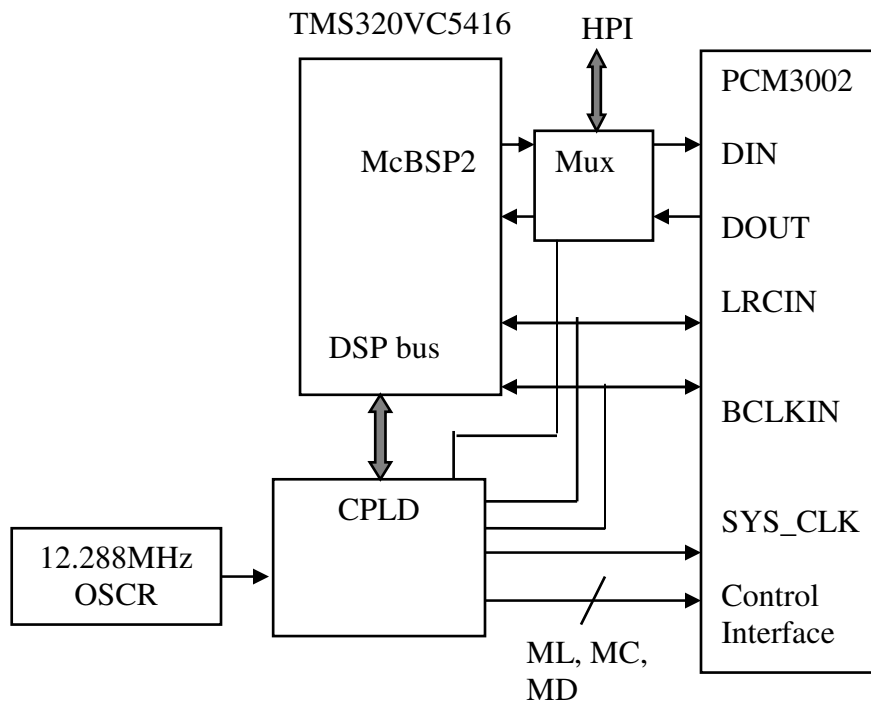 TMS320VC5416
HPI
PCM3002
McBSP2
Mux
DIN
DOUT
LRCIN
DSP bus
BCLKIN
CPLD
SYS_CLK
12.288MHz
OSCR
Control
Interface
ML, MC,
MD